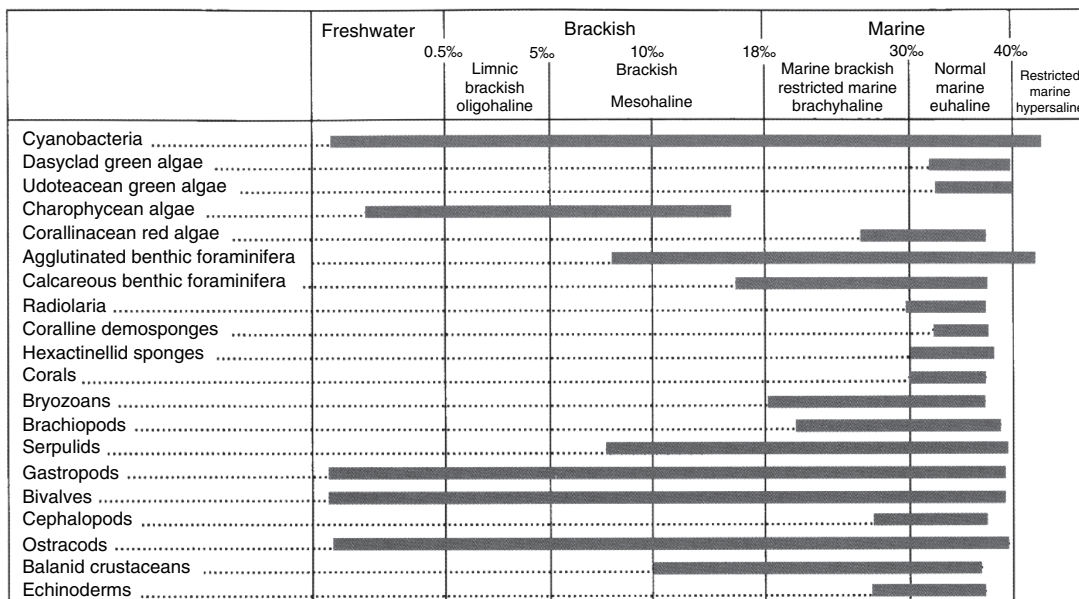 Freshwater Brackish Marine
0.5‰ 5‰ 10‰ 18‰ 30‰ 40‰
Limnic brackish oligohaline
Brackish
Mesohaline
Marine brackish restricted marine brachyhaline
Normal marine euhaline
Restricted marine hypersaline
Cyanobacteria
Dasyclad green algae
Udoteacean green algae
Charophycean algae
Corallinacean red algae
Agglutinated benthic foraminifera
Calcareous benthic foraminifera
Radiolaria
Coralline demosponges
Hexactinellid sponges
Corals
Bryozoans
Brachiopods
Serpulids
Gastropods
Bivalves
Cephalopods
Ostracods
Balanid crustaceans
Echinoderms